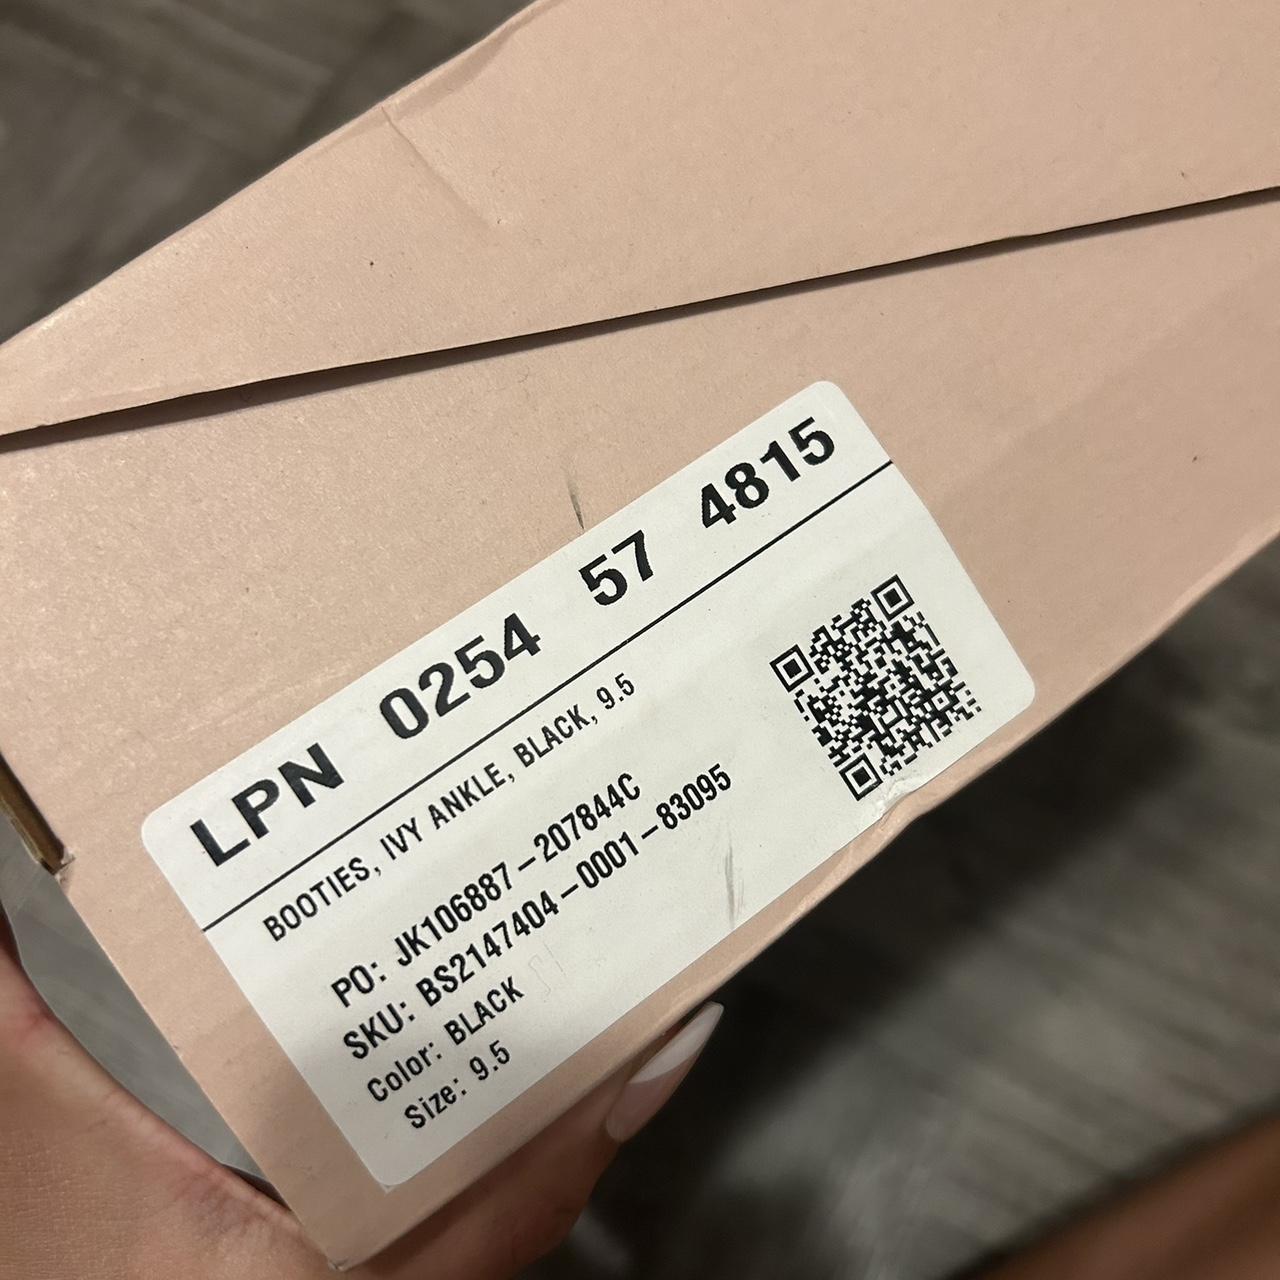 LPN 0254 57 4815
BOOTIES, IVY ANKLE, BLACK, 9.5
PO: JK106887-207844C
SKU: BS2147404-0001-83095
Color: BLACK
Size: 9.5